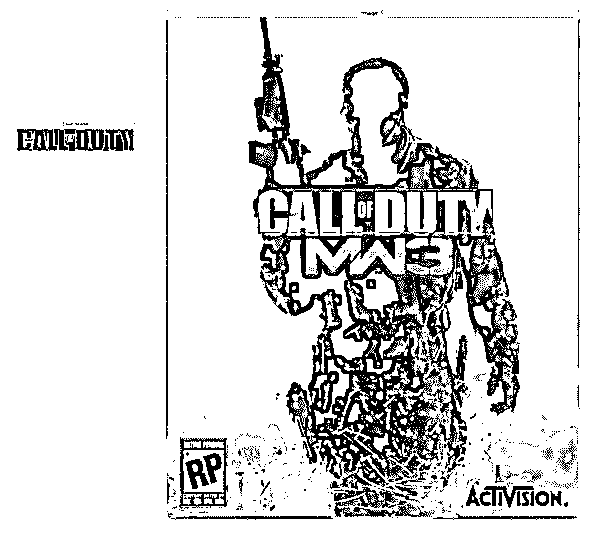 CALL OF DUTY
CALL OF DUTY
MW3
RP
ACTIVISION.